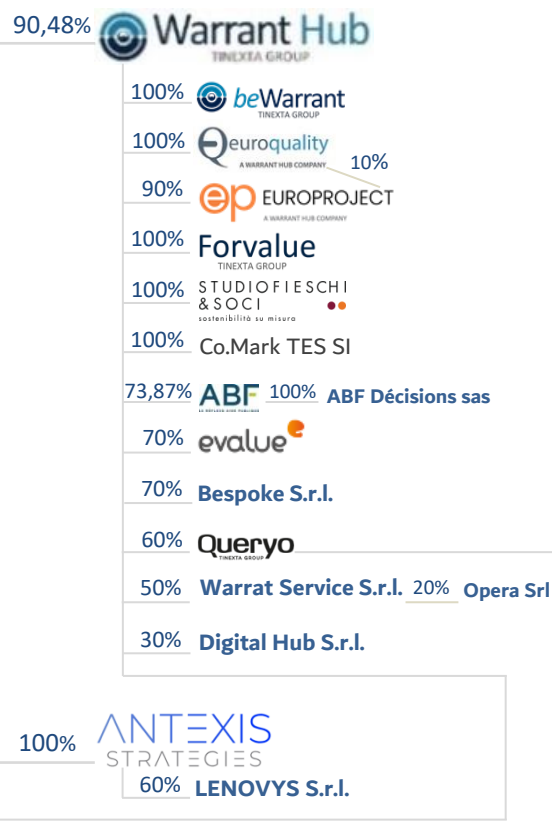 90,48% Warrant Hub
TINEXTA GROUP
100% beWarrant
TINEXTA GROUP
100% euroquality
A WARRANT HUB COMPANY 10%
90% ep EUROPROJECT
A WARRANT HUB COMPANY
100% Forvalue
TINEXTA GROUP
100% STUDIOFIESCHI
& SOCI
sostenibilità su misura
100% Co.Mark TES SI
73,87% ABF 100% ABF Décisions sas
70% evalue
70% Bespoke S.r.l.
60% Queryo
TINEXTA GROUP
50% Warrat Service S.r.l. 20% Opera Srl
30% Digital Hub S.r.l.
100% ANTEXIS
STRATEGIES
60% LENOVYS S.r.l.